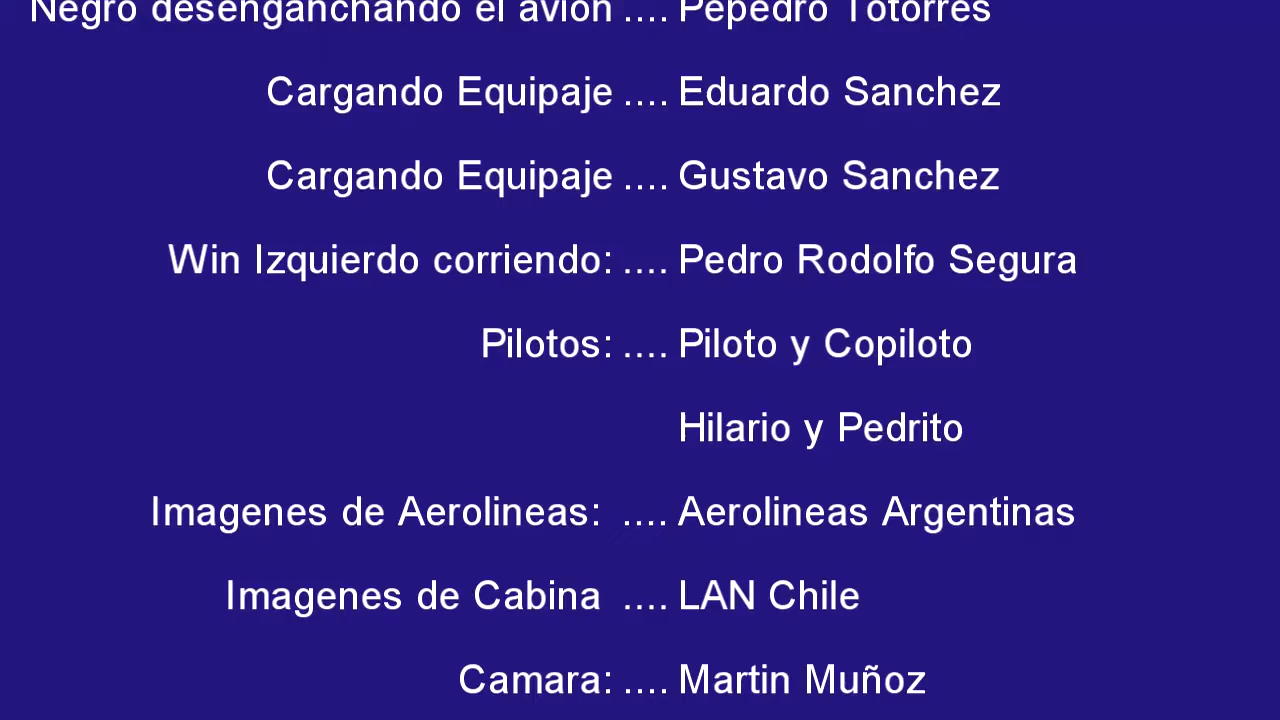 Negro desenganchando el avion .... Pepedro Totorres
Cargando Equipaje .... Eduardo Sanchez
Cargando Equipaje .... Gustavo Sanchez
Win Izquierdo corriendo: .... Pedro Rodolfo Segura
Pilotos: .... Piloto y Copiloto
Hilario y Pedrito
Imagenes de Aerolineas: .... Aerolineas Argentinas
Imagenes de Cabina .... LAN Chile
Camara: .... Martin Muñoz